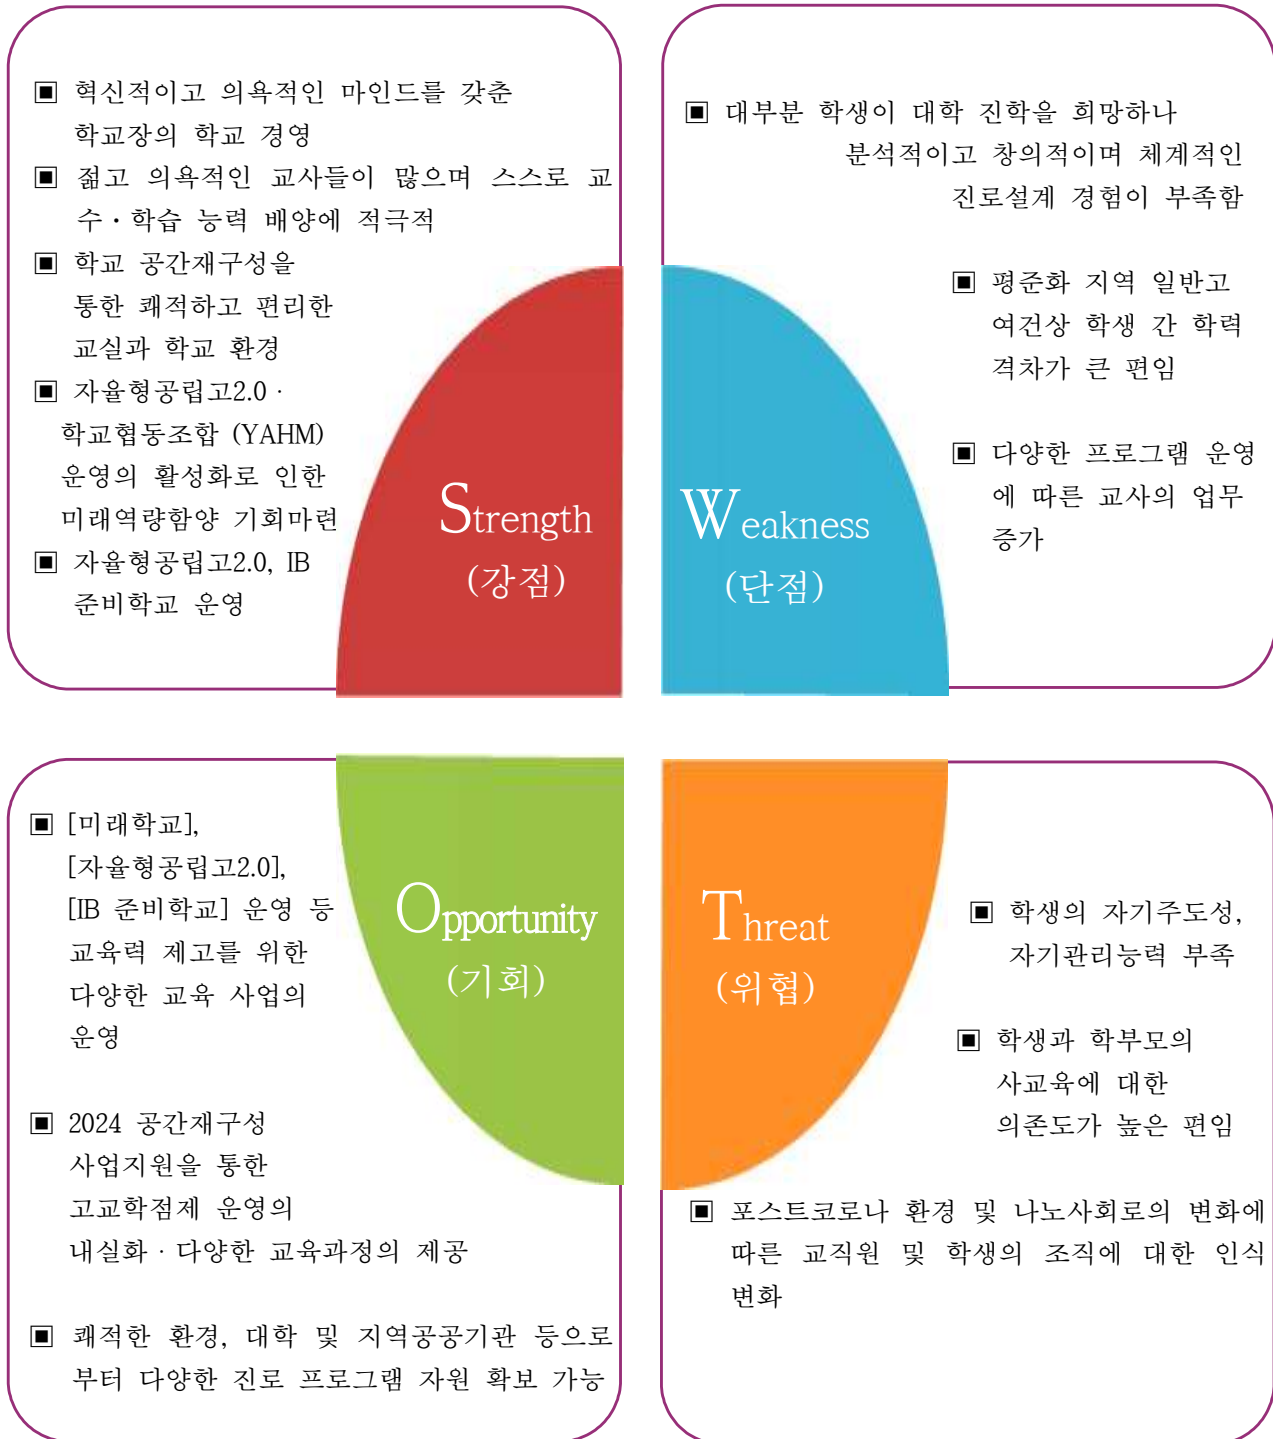 ▣ 혁신적이고 의욕적인 마인드를 갖춘
학교장의 학교 경영
▣ 젊고 의욕적인 교사들이 많으며 스스로 교
수・학습 능력 배양에 적극적
▣ 학교 공간재구성을
통한 쾌적하고 편리한
교실과 학교 환경
▣ 자율형공립고2.0 ·
학교협동조합 (YAHM)
운영의 활성화로 인한
미래역량함양 기회마련
▣ 자율형공립고2.0, IB
준비학교 운영
Strength
(강점)
▣ 대부분 학생이 대학 진학을 희망하나
분석적이고 창의적이며 체계적인
진로설계 경험이 부족함
▣ 평준화 지역 일반고
여건상 학생 간 학력
격차가 큰 편임
▣ 다양한 프로그램 운영
에 따른 교사의 업무
증가
Weakness
(단점)
▣ [미래학교],
[자율형공립고2.0],
[IB 준비학교] 운영 등
교육력 제고를 위한
다양한 교육 사업의
운영
▣ 2024 공간재구성
사업지원을 통한
고교학점제 운영의
내실화 · 다양한 교육과정의 제공
▣ 쾌적한 환경, 대학 및 지역공공기관 등으로
부터 다양한 진로 프로그램 자원 확보 가능
Opportunity
(기회)
Threat
(위협)
▣ 학생의 자기주도성,
자기관리능력 부족
▣ 학생과 학부모의
사교육에 대한
의존도가 높은 편임
▣ 포스트코로나 환경 및 나노사회로의 변화에
따른 교직원 및 학생의 조직에 대한 인식
변화